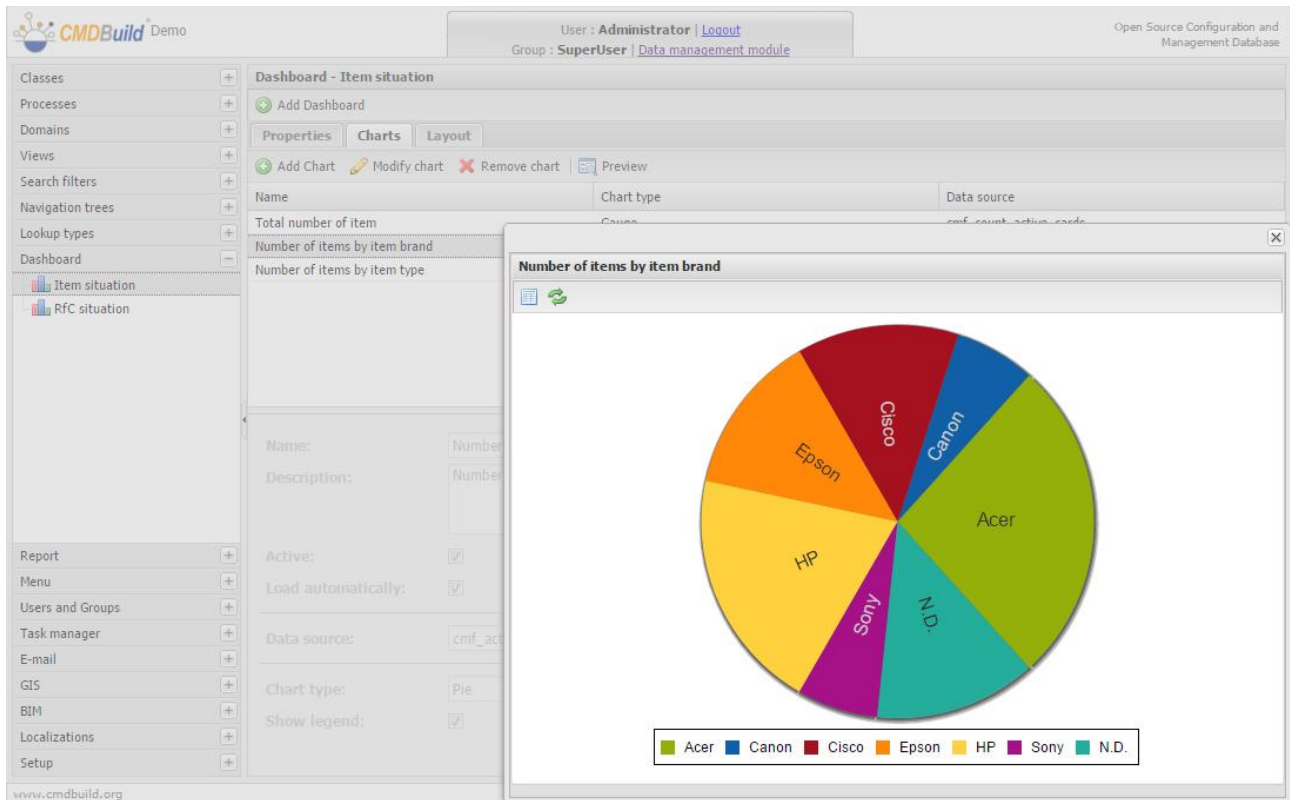 CMDBuild Demo
User : Administrator | Logout
Group : SuperUser | Data management module
Open Source Configuration and
Management Database
Classes
Processes
Domains
Views
Search filters
Navigation trees
Lookup types
Dashboard
Item situation
RfC situation
Report
Menu
Users and Groups
Task manager
E-mail
GIS
BIM
Localizations
Setup
Dashboard - Item situation
Add Dashboard
Properties Charts Layout
Add Chart Modify chart Remove chart Preview
Name Chart type Data source
Total number of item Gauge cmf_count_active_cards
Number of items by item brand
Number of items by item type
Name: Number
Description: Number
Active:
Load automatically:
Data source: cmf_act
Chart type: Pie
Show legend:
Number of items by item brand
Cisco
Canon
Epson
Acer
HP
Sony
N.D.
Acer Canon Cisco Epson HP Sony N.D.
www.cmdbuild.org